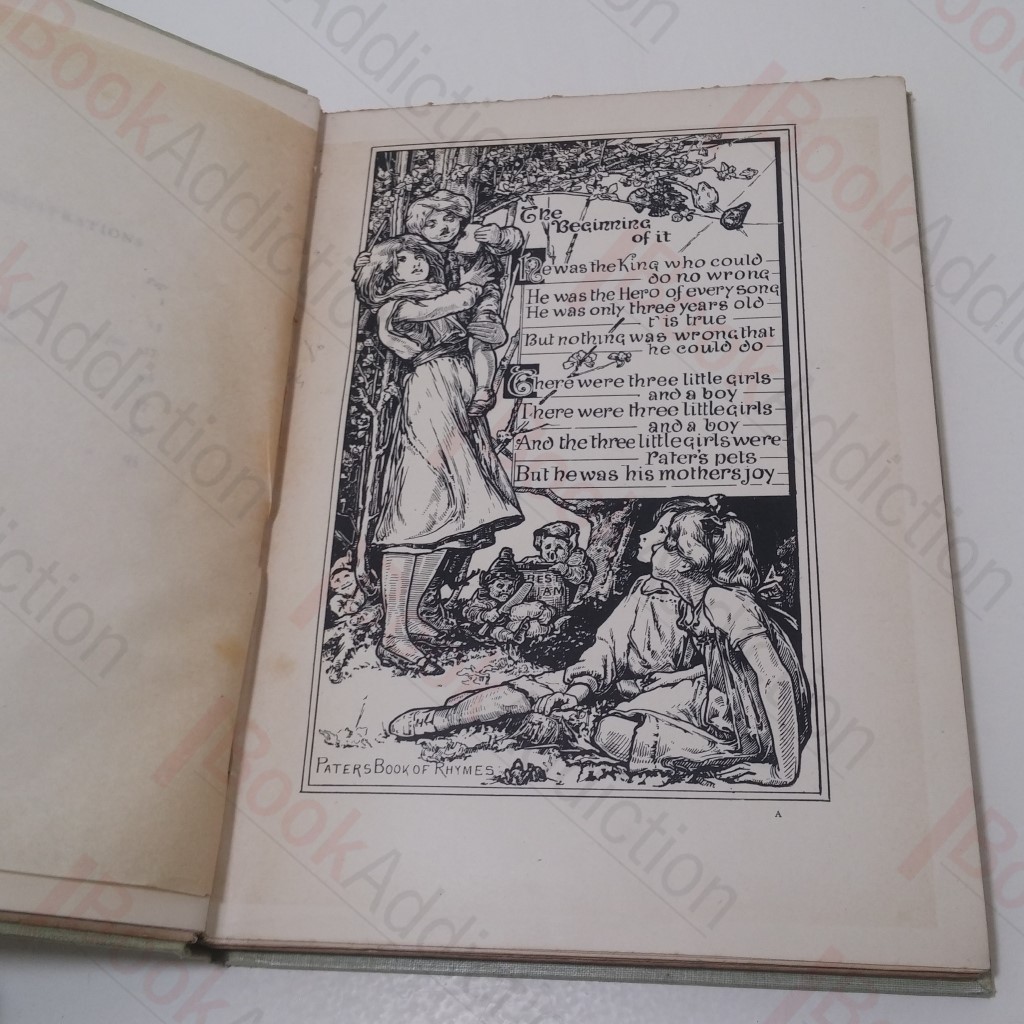 The
Beginning
of it
He was the King who could
do no wrong
He was the Hero of every song
He was only three years old
t' is true
But nothing was wrong that
he could do
There were three little girls
and a boy
There were three little girls
and a boy
And the three little girls were
Pater's pets
But he was his mothers joy
BEST
JAM
PATERS BOOK OF RHYMES
A
BookAddiction